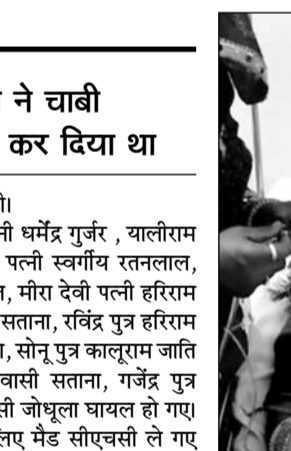 ने चाबी
कर दिया था
धर्मेंद्र गुर्जर , यालीराम
पत्नी स्वर्गीय रतनलाल,
मीरा देवी पत्नी हरिराम
सताना, रविंद्र पुत्र हरिराम
सोनू पुत्र कालूराम जाति
सताना, गजेंद्र पुत्र
जोधूला घायल हो गए।
मैड सीएचसी ले गए